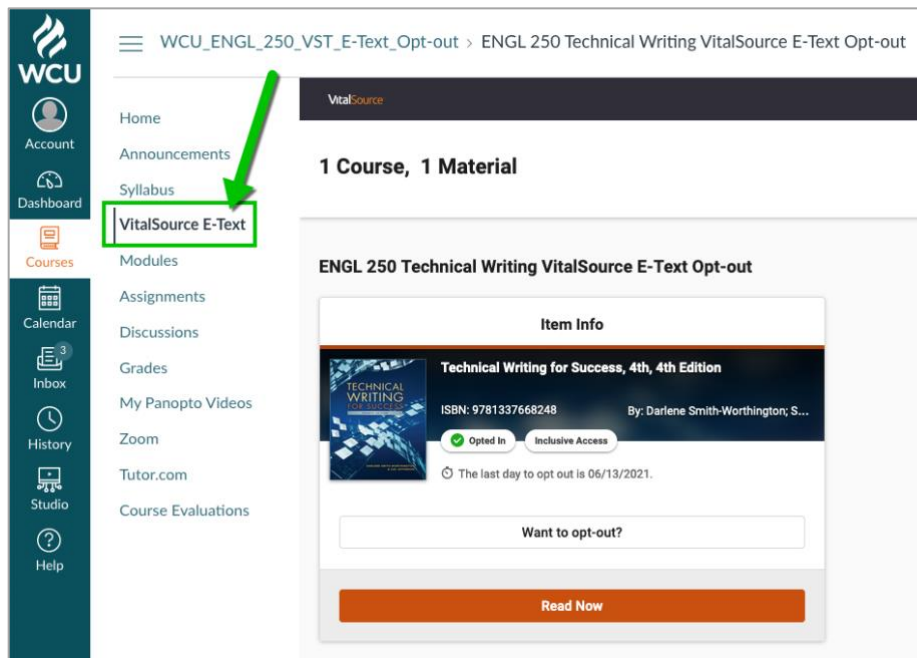 WCU
Account
Dashboard
Courses
Calendar
3
Inbox
History
Studio
Help
WCU_ENGL_250_VST_E-Text_Opt-out > ENGL 250 Technical Writing VitalSource E-Text Opt-out
Home
Announcements
Syllabus
VitalSource E-Text
Modules
Assignments
Discussions
Grades
My Panopto Videos
Zoom
Tutor.com
Course Evaluations
VitalSource
1 Course, 1 Material
ENGL 250 Technical Writing VitalSource E-Text Opt-out
Item Info
TECHNICAL
WRITING
FOR SUCCESS
Technical Writing for Success, 4th, 4th Edition
ISBN: 9781337668248 By: Darlene Smith-Worthington; S...
Opted In Inclusive Access
The last day to opt out is 06/13/2021.
Want to opt-out?
Read Now